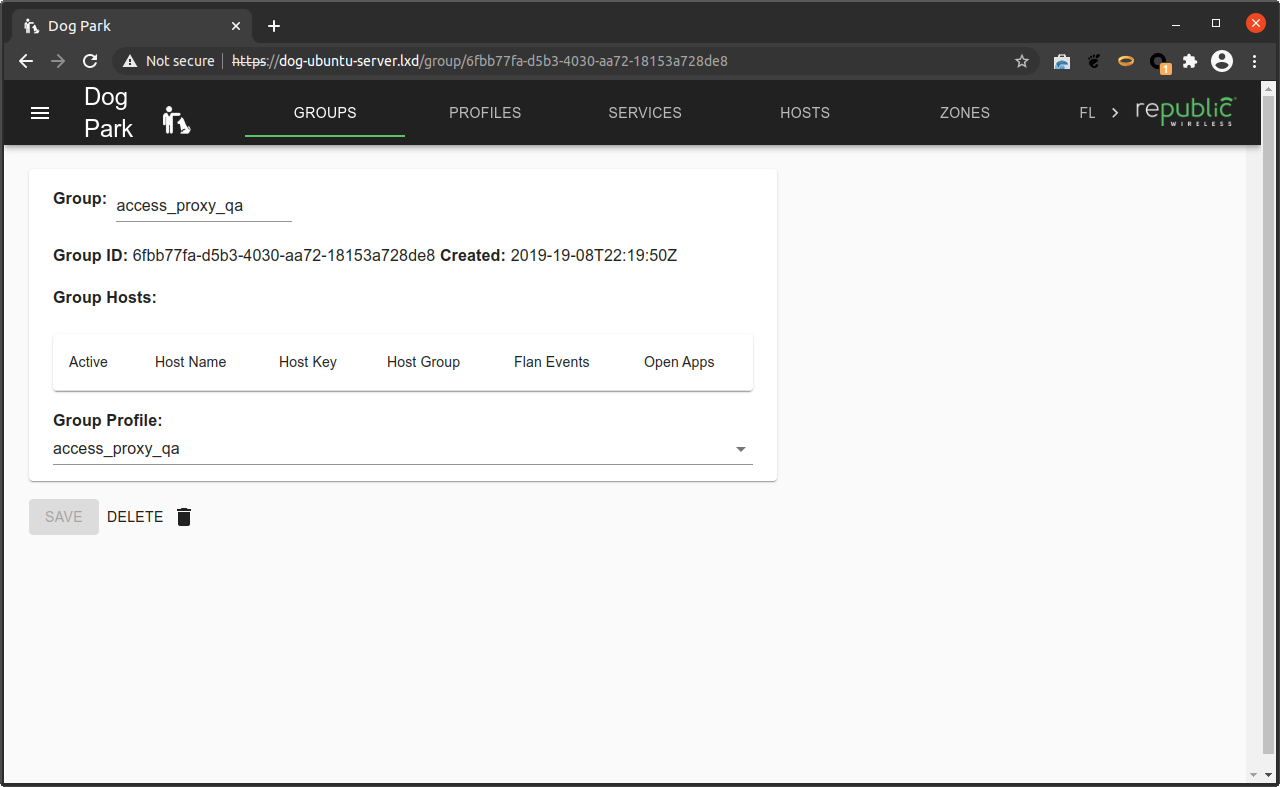 Dog Park
Not secure https://dog-ubuntu-server.lxd/group/6fbb77fa-d5b3-4030-aa72-18153a728de8
1
Dog Park
GROUPS PROFILES SERVICES HOSTS ZONES FL
republic WIRELESS
Group: access_proxy_qa
Group ID: 6fbb77fa-d5b3-4030-aa72-18153a728de8 Created: 2019-19-08T22:19:50Z
Group Hosts:
Active Host Name Host Key Host Group Flan Events Open Apps
Group Profile:
access_proxy_qa
SAVE DELETE